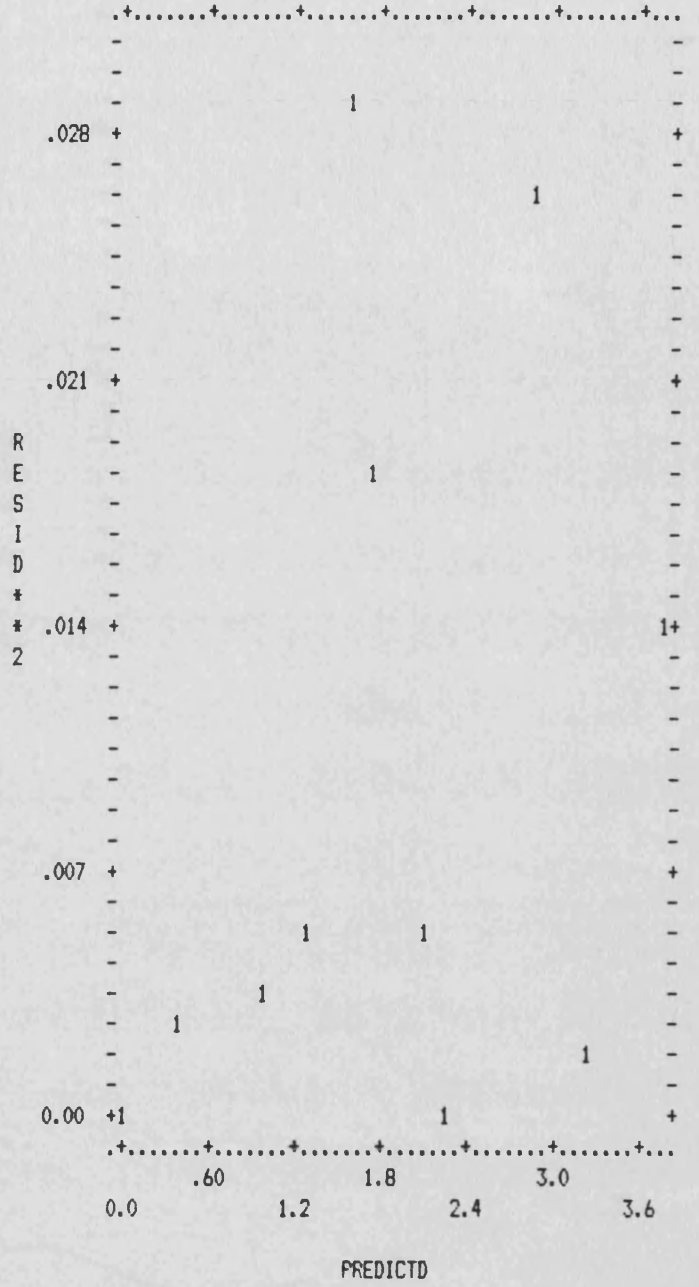 .+.......+.......+.......+.......+.......+.......+...
- -
- -
- 1 -
.028 + +
- -
- 1 -
- -
- -
- -
- -
- -
.021 + +
- -
R - -
E - 1 -
S - -
I - -
D - -
* - -
* .014 + 1+
2 - -
- -
- -
- -
- -
- -
- -
.007 + +
- -
- 1 1 -
- -
- 1 -
- 1 -
- 1 -
- -
0.00 +1 1 +
.+.......+.......+.......+.......+.......+.......+...
.60 1.8 3.0
0.0 1.2 2.4 3.6
PREDICTD